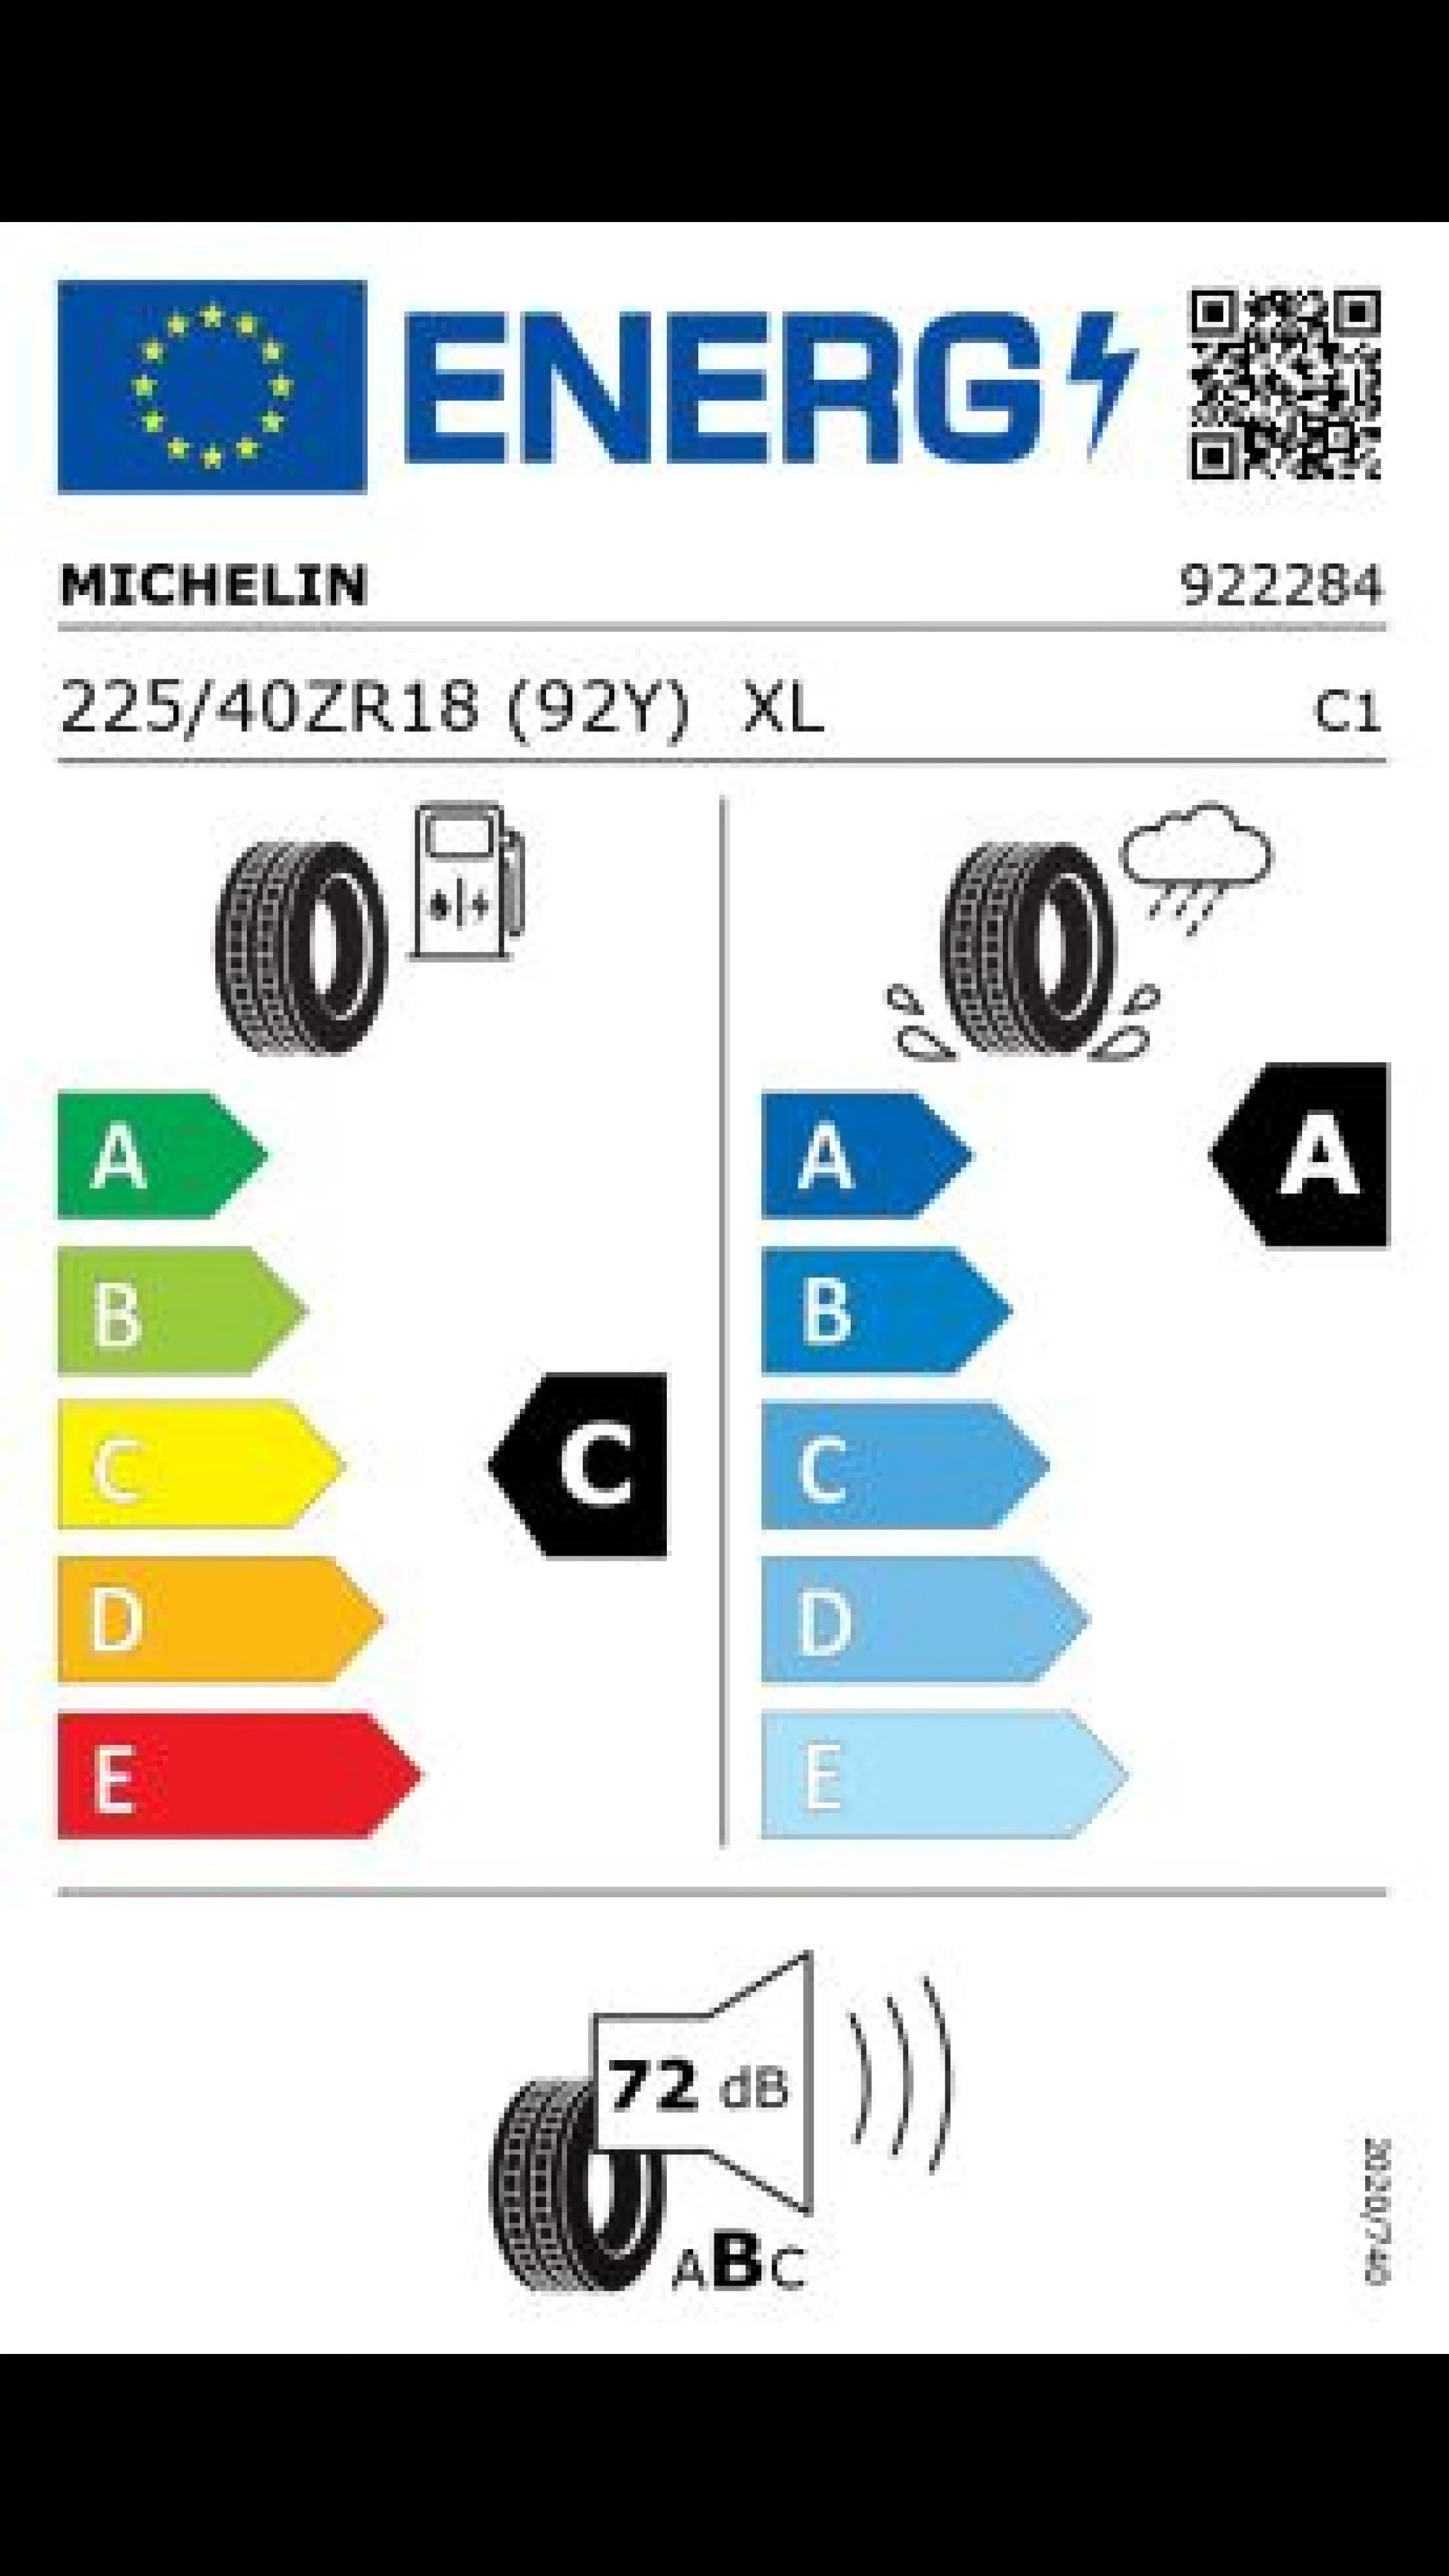 ENERG
MICHELIN 922284
225/40ZR18 (92Y) XL C1
A A A
B B
C C C
D D
E E
72 dB
ABC
2020/740